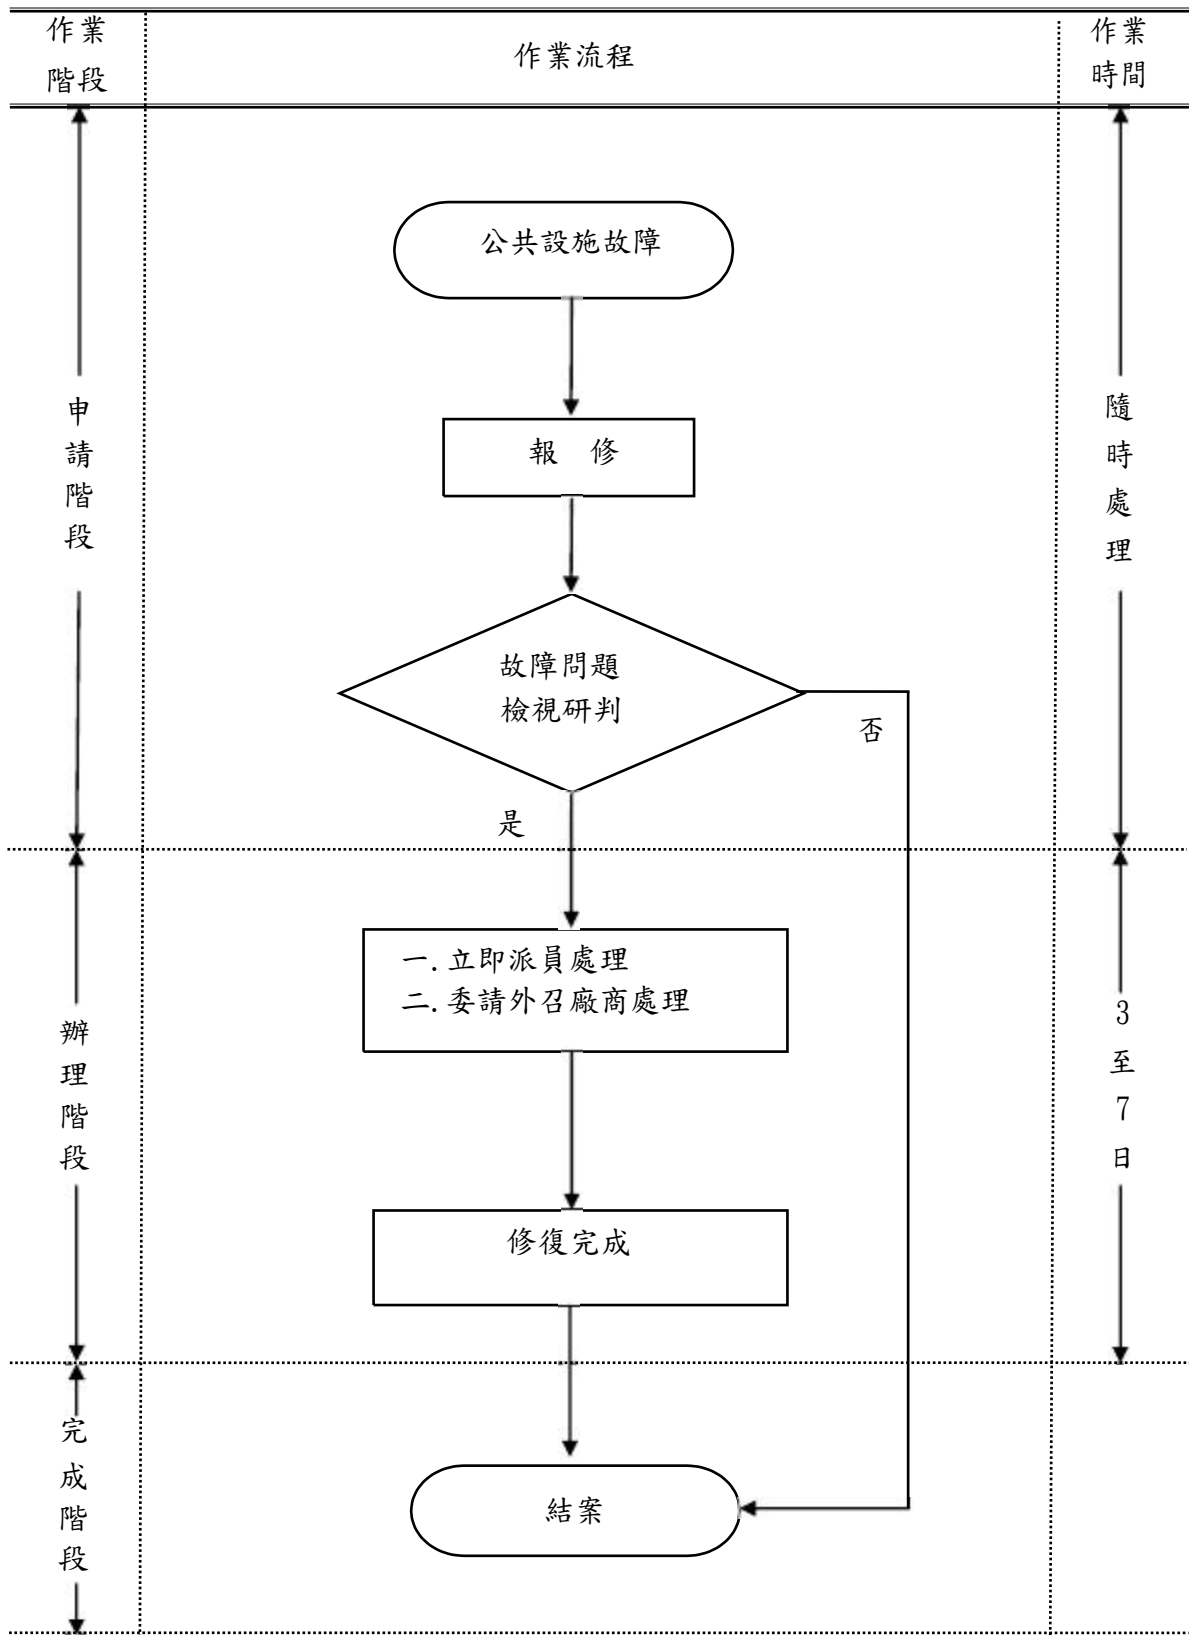 作業
階段
作業流程
作業
時間
公共設施故障
申請階段
報　修
隨時處理
故障問題
檢視研判
否
是
一.立即派員處理
二.委請外召廠商處理
辦理階段
3至7日
修復完成
完成階段
結案